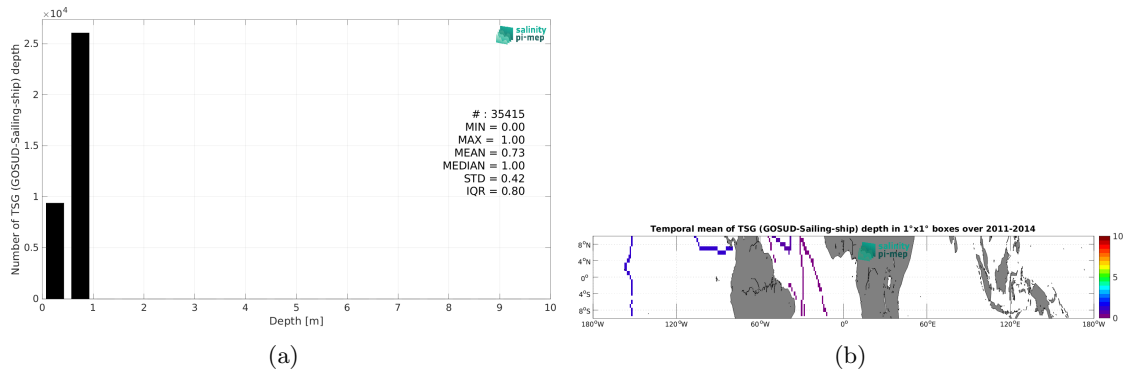 ×10⁴
2.5
2
1.5
1
0.5
0
Number of TSG (GOSUD-Sailing-ship) depth
salinity
pi-mep
# : 35415
MIN = 0.00
MAX = 1.00
MEAN = 0.73
MEDIAN = 1.00
STD = 0.42
IQR = 0.80
0 1 2 3 4 5 6 7 8 9 10
Depth [m]
(a)
Temporal mean of TSG (GOSUD-Sailing-ship) depth in 1°x1° boxes over 2011-2014
salinity
pi-mep
8°N
4°N
0°
4°S
8°S
180°W 120°W 60°W 0° 60°E 120°E 180°W
10
5
0
(b)